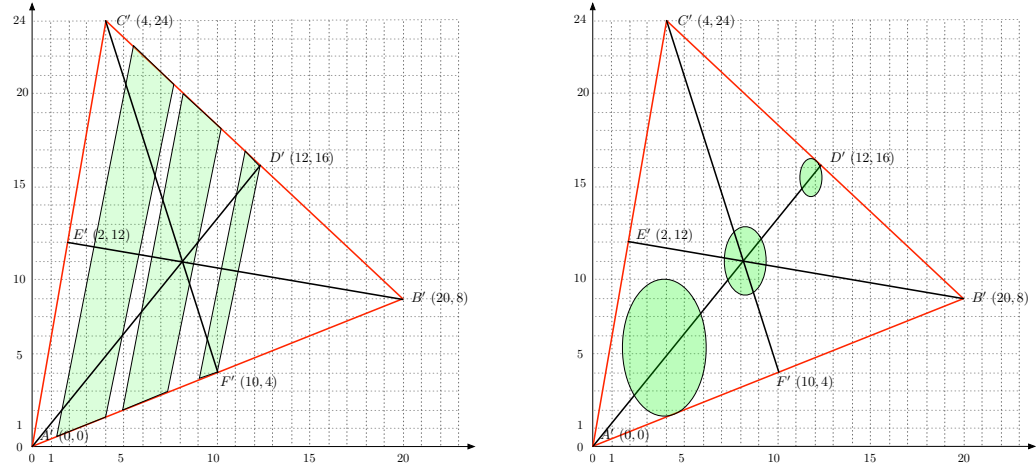 24
C′ (4, 24)
20
15
D′ (12, 16)
E′ (2, 12)
10
B′ (20, 8)
5
F′ (10, 4)
1
A′ (0, 0)
0
0 1 5 10 15 20
24
C′ (4, 24)
20
15
D′ (12, 16)
E′ (2, 12)
10
B′ (20, 8)
5
F′ (10, 4)
1
A′ (0, 0)
0
0 1 5 10 15 20